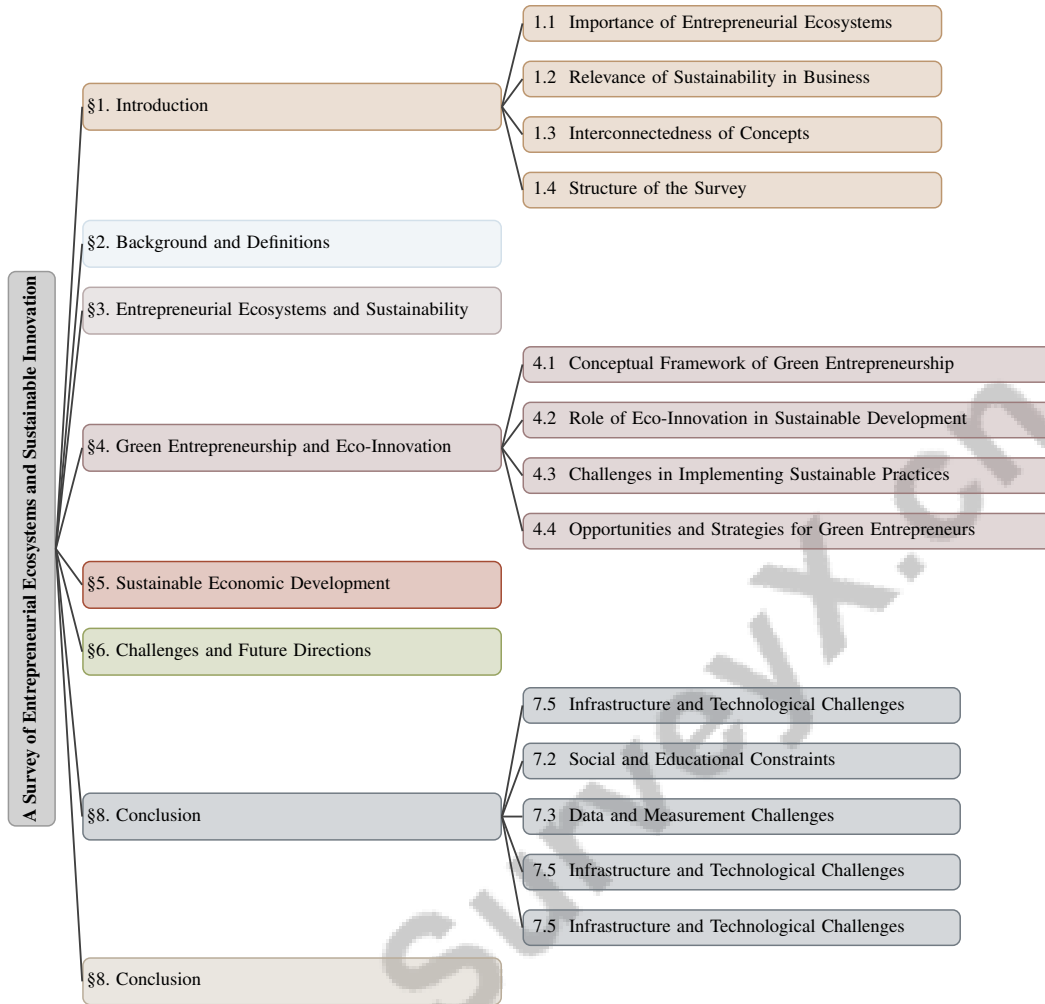 A Survey of Entrepreneurial Ecosystems and Sustainable Innovation
§1. Introduction
1.1 Importance of Entrepreneurial Ecosystems
1.2 Relevance of Sustainability in Business
1.3 Interconnectedness of Concepts
1.4 Structure of the Survey
§2. Background and Definitions
§3. Entrepreneurial Ecosystems and Sustainability
§4. Green Entrepreneurship and Eco-Innovation
4.1 Conceptual Framework of Green Entrepreneurship
4.2 Role of Eco-Innovation in Sustainable Development
4.3 Challenges in Implementing Sustainable Practices
4.4 Opportunities and Strategies for Green Entrepreneurs
§5. Sustainable Economic Development
§6. Challenges and Future Directions
§8. Conclusion
7.5 Infrastructure and Technological Challenges
7.2 Social and Educational Constraints
7.3 Data and Measurement Challenges
7.5 Infrastructure and Technological Challenges
7.5 Infrastructure and Technological Challenges
§8. Conclusion
SurveyX.cn